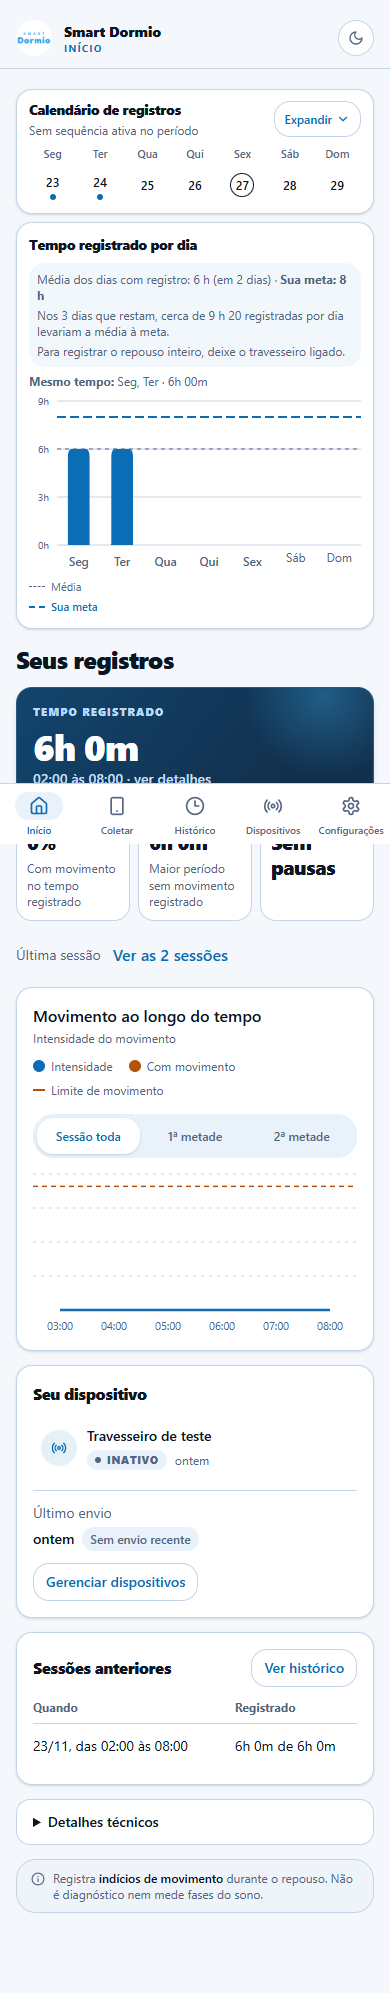 SMART
Dormio
Smart Dormio
INÍCIO
Calendário de registros
Sem sequência ativa no período
Expandir
Seg Ter Qua Qui Sex Sáb Dom
23 24 25 26 27 28 29
Tempo registrado por dia
Média dos dias com registro: 6 h (em 2 dias) · Sua meta: 8
h
Nos 3 dias que restam, cerca de 9 h 20 registradas por dia
levariam a média à meta.
Para registrar o repouso inteiro, deixe o travesseiro ligado.
Mesmo tempo: Seg, Ter · 6h 00m
9h
6h
3h
0h
Seg Ter Qua Qui Sex Sáb Dom
Média
Sua meta
Seus registros
TEMPO REGISTRADO
6h 0m
02:00 às 08:00 · ver detalhes
Início Coletar Histórico Dispositivos Configurações
0% 6h 0m Sem
pausas
Com movimento
no tempo
registrado
Maior período
sem movimento
registrado
Última sessão Ver as 2 sessões
Movimento ao longo do tempo
Intensidade do movimento
Intensidade Com movimento
Limite de movimento
Sessão toda 1ª metade 2ª metade
03:00 04:00 05:00 06:00 07:00 08:00
Seu dispositivo
Travesseiro de teste
INATIVO ontem
Último envio
ontem Sem envio recente
Gerenciar dispositivos
Sessões anteriores
Ver histórico
Quando Registrado
23/11, das 02:00 às 08:00 6h 0m de 6h 0m
Detalhes técnicos
Registra indícios de movimento durante o repouso. Não
é diagnóstico nem mede fases do sono.